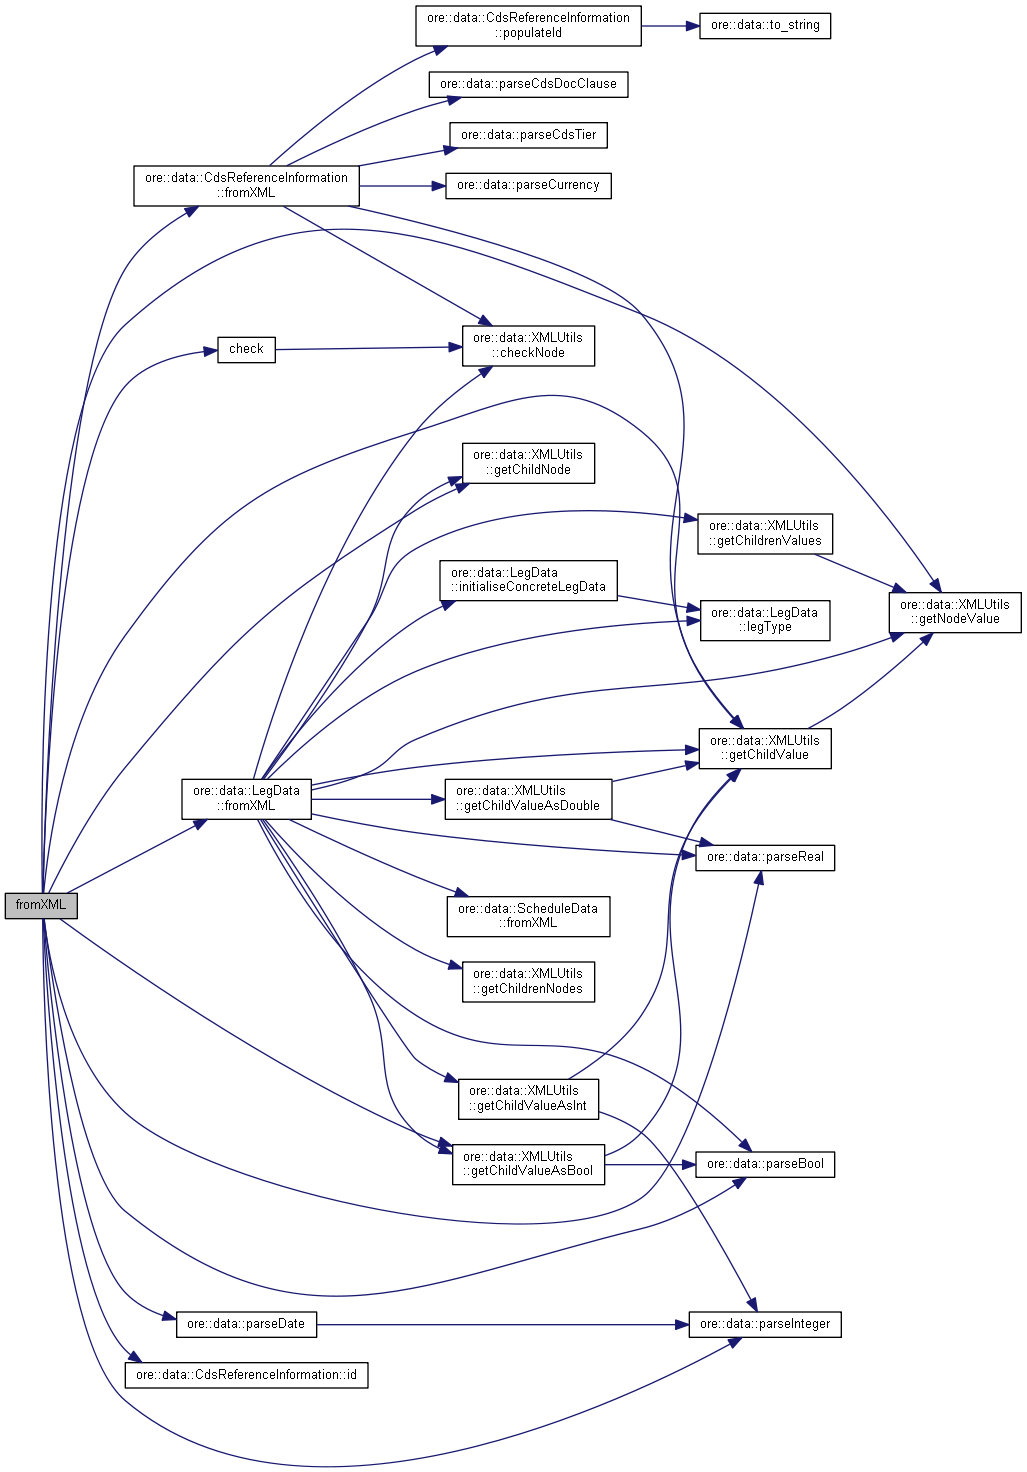 ore::data::CdsReferenceInformation
::populateId
ore::data::to_string
ore::data::parseCdsDocClause
ore::data::parseCdsTier
ore::data::CdsReferenceInformation
::fromXML
ore::data::parseCurrency
ore::data::XMLUtils
::checkNode
check
ore::data::XMLUtils
::getChildNode
ore::data::XMLUtils
::getChildrenValues
ore::data::LegData
::initialiseConcreteLegData
ore::data::LegData
::legType
ore::data::XMLUtils
::getNodeValue
ore::data::XMLUtils
::getChildValue
ore::data::LegData
::fromXML
ore::data::XMLUtils
::getChildValueAsDouble
ore::data::parseReal
fromXML
ore::data::ScheduleData
::fromXML
ore::data::XMLUtils
::getChildrenNodes
ore::data::XMLUtils
::getChildValueAsInt
ore::data::XMLUtils
::getChildValueAsBool
ore::data::parseBool
ore::data::parseDate
ore::data::parseInteger
ore::data::CdsReferenceInformation::id